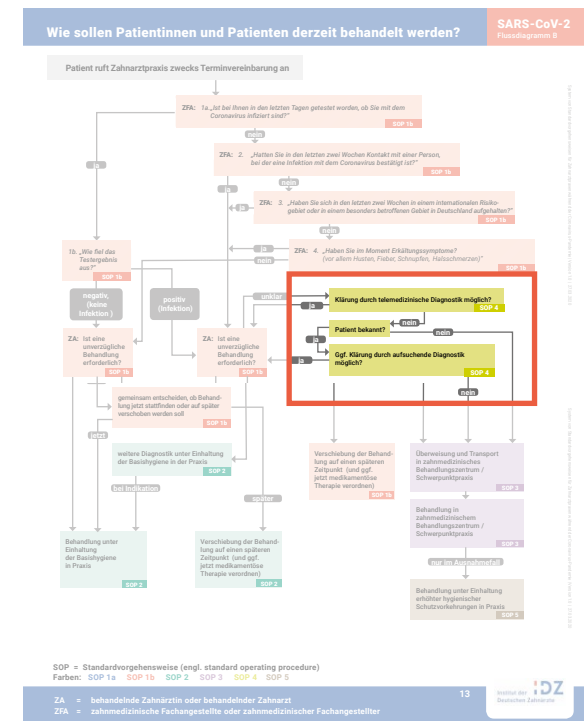 Wie sollen Patientinnen und Patienten derzeit behandelt werden?
SARS-CoV-2
Flussdiagramm B
Patient ruft Zahnarztpraxis zwecks Terminvereinbarung an
ZFA: 1a „Ist bei Ihnen in den letzten Tagen getestet worden, ob Sie mit dem
Coronavirus infiziert sind?"
SOP 1b
nein
ZFA: 2. „Hatten Sie in den letzten zwei Wochen Kontakt mit einer Person,
bei der eine Infektion mit dem Coronavirus bestätigt ist?"
SOP 1b
ja
nein
ja
ZFA: 3. „Haben Sie sich in den letzten zwei Wochen in einem internationalen Risiko-
gebiet oder in einem besonders betroffenen Gebiet in Deutschland aufgehalten?"
SOP 1b
ja
nein
1b. „Wie fiel das
Testergebnis
aus?"
SOP 1b
ja
nein
ZFA: 4. „Haben Sie im Moment Erkältungssymptome?
(vor allem Husten, Fieber, Schnupfen, Halsschmerzen)"
SOP 1b
negativ,
(keine
Infektion )
positiv
(Infektion)
unklar
ja
Klärung durch telemedizinische Diagnostik möglich?
SOP 4
nein
Patient bekannt?
nein
ja
ZA: Ist eine
unverzügliche
Behandlung
erforderlich?
SOP 1b
ZA: Ist eine
unverzügliche
Behandlung
erforderlich?
SOP 1b
ja
Ggf. Klärung durch aufsuchende Diagnostik
möglich?
SOP 4
nein
gemeinsam entscheiden, ob Behand-
lung jetzt stattfinden oder auf später
verschoben werden soll
SOP 1b
jetzt
weitere Diagnostik unter Einhaltung
der Basishygiene in der Praxis
SOP 2
bei Indikation
später
Verschiebung der Behand-
lung auf einen späteren
Zeitpunkt (und ggf.
jetzt medikamentöse
Therapie verordnen)
SOP 1b
Überweisung und Transport
in zahnmedizinisches
Behandlungszentrum /
Schwerpunktpraxis
SOP 3
Behandlung in
zahnmedizinischem
Behandlungszentrum /
Schwerpunktpraxis
SOP 3
nur im Ausnahmefall
Behandlung unter
Einhaltung
der Basishygiene
in Praxis
SOP 2
Verschiebung der Behand-
lung auf einen späteren
Zeitpunkt (und ggf.
jetzt medikamentöse
Therapie verordnen)
SOP 2
Behandlung unter Einhaltung
erhöhter hygienischer
Schutzvorkehrungen in Praxis
SOP 5
SOP = Standardvorgehensweise (engl. standard operating procedure)
Farben: SOP 1a SOP 1b SOP 2 SOP 3 SOP 4 SOP 5
ZA = behandelnde Zahnärztin oder behandelnder Zahnarzt
ZFA = zahnmedizinische Fachangestellte oder zahnmedizinischer Fachangestellter
13
Institut der
Deutschen Zahnärzte
IDZ